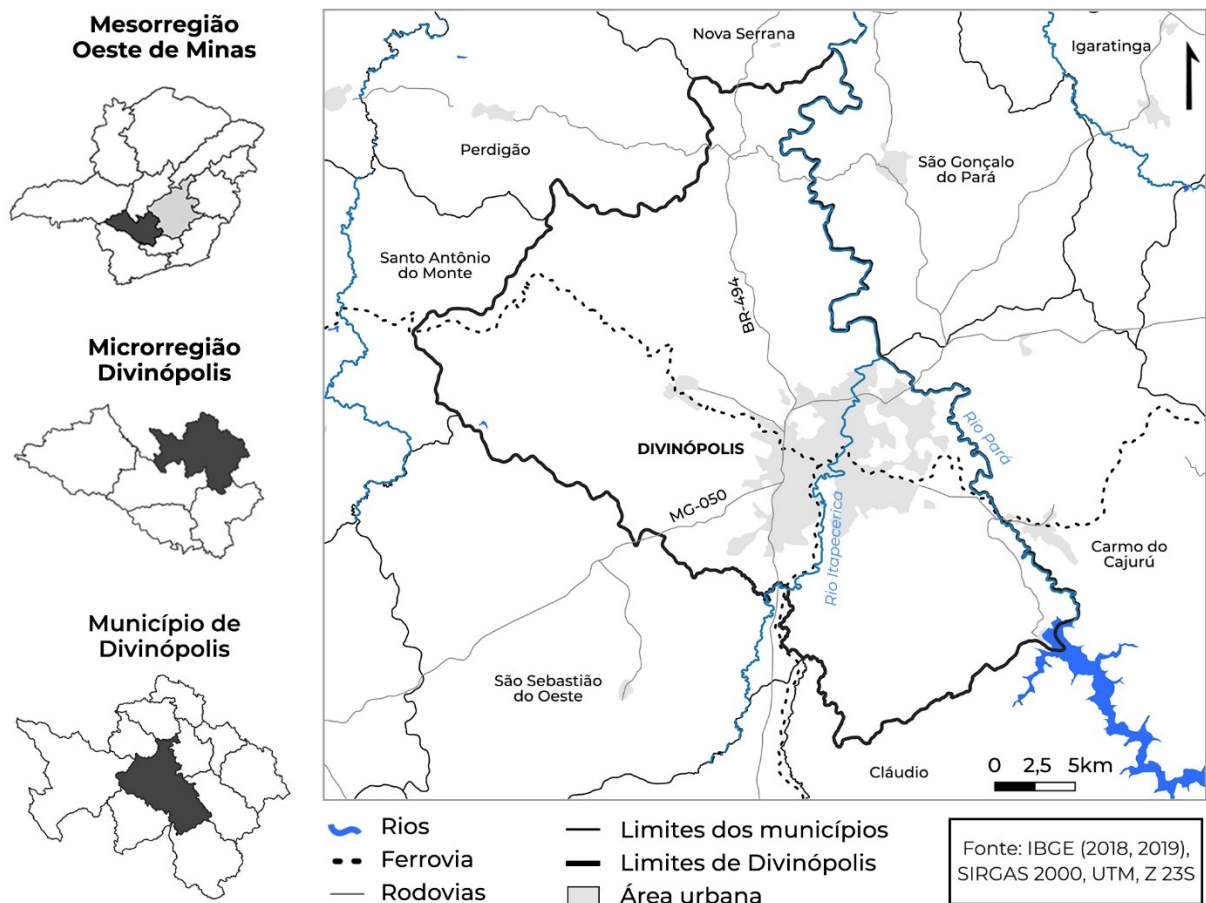 Mesorregião
Oeste de Minas
Microrregião
Divinópolis
Município de
Divinópolis
Nova Serrana
Igaratinga
Perdigão
São Gonçalo
do Pará
Santo Antônio
do Monte
BR-494
DIVINÓPOLIS
Rio Pará
MG-050
Rio Itapecerica
Carmo do
Cajurú
São Sebastião
do Oeste
Cláudio
0 2,5 5km
Rios
Ferrovia
Rodovias
Limites dos municípios
Limites de Divinópolis
Área urbana
Fonte: IBGE (2018, 2019),
SIRGAS 2000, UTM, Z 23S